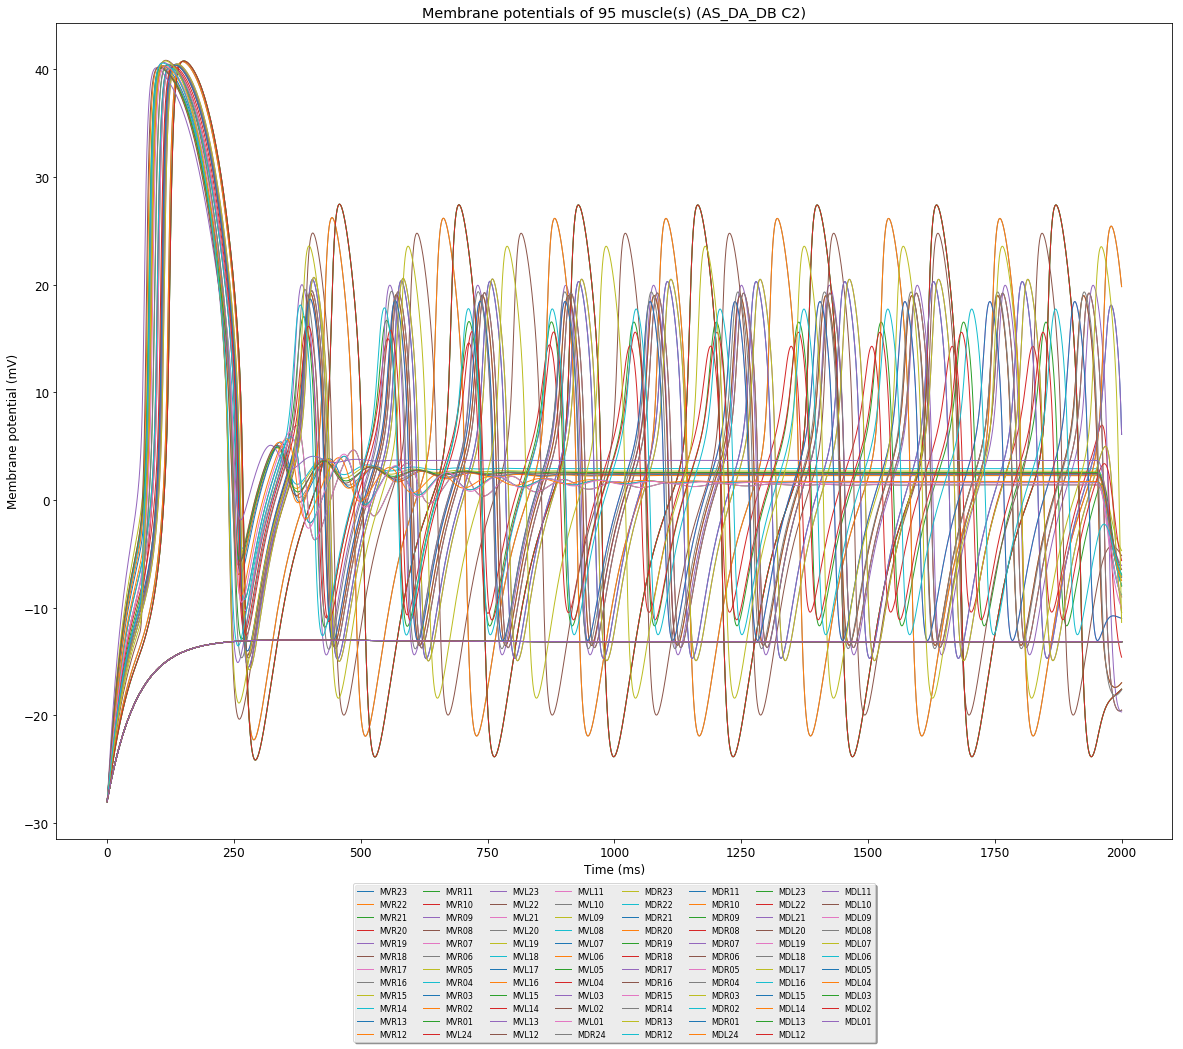 Membrane potentials of 95 muscle(s) (AS_DA_DB C2)
Membrane potential (mV)
40
30
20
10
0
−10
−20
−30
0 250 500 750 1000 1250 1500 1750 2000
Time (ms)
MVR23 MVR11 MVL23 MVL11 MDR23 MDR11 MDL23 MDL11
MVR22 MVR10 MVL22 MVL10 MDR22 MDR10 MDL22 MDL10
MVR21 MVR09 MVL21 MVL09 MDR21 MDR09 MDL21 MDL09
MVR20 MVR08 MVL20 MVL08 MDR20 MDR08 MDL20 MDL08
MVR19 MVR07 MVL19 MVL07 MDR19 MDR07 MDL19 MDL07
MVR18 MVR06 MVL18 MVL06 MDR18 MDR06 MDL18 MDL06
MVR17 MVR05 MVL17 MVL05 MDR17 MDR05 MDL17 MDL05
MVR16 MVR04 MVL16 MVL04 MDR16 MDR04 MDL16 MDL04
MVR15 MVR03 MVL15 MVL03 MDR15 MDR03 MDL15 MDL03
MVR14 MVR02 MVL14 MVL02 MDR14 MDR02 MDL14 MDL02
MVR13 MVR01 MVL13 MVL01 MDR13 MDR01 MDL13 MDL01
MVR12 MVL24 MVL12 MDR24 MDR12 MDL24 MDL12